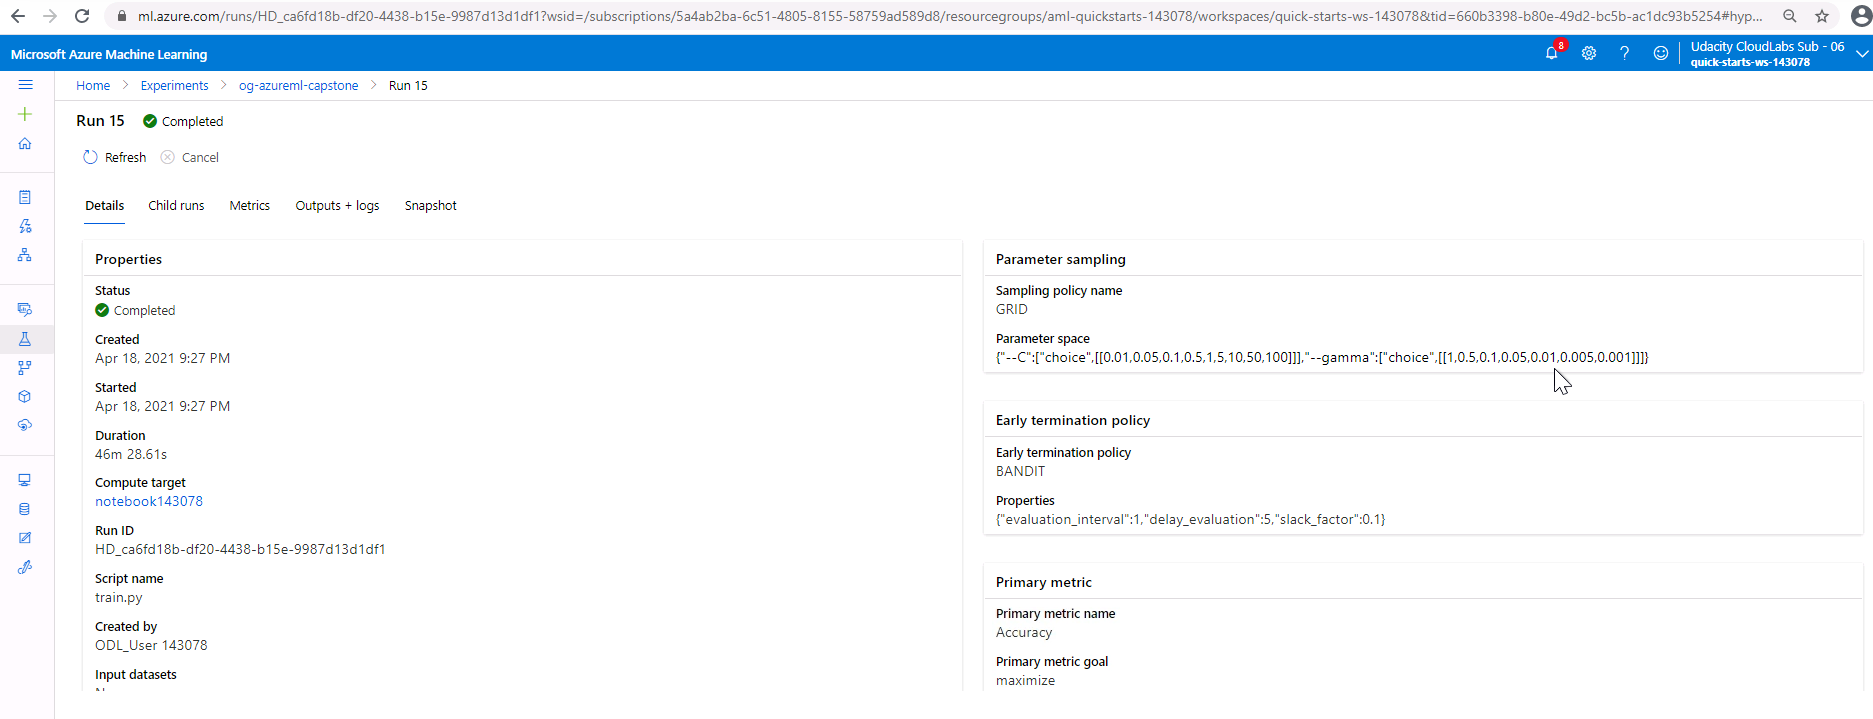 ml.azure.com/runs/HD_ca6fd18b-df20-4438-b15e-9987d13d1df1?wsid=/subscriptions/5a4ab2ba-6c51-4805-8155-58759ad589d8/resourcegroups/aml-quickstarts-143078/workspaces/quick-starts-ws-143078&tid=660b3398-b80e-49d2-bc5b-ac1dc93b5254#hyp...
Microsoft Azure Machine Learning
8
Udacity CloudLabs Sub - 06
quick-starts-ws-143078
Home > Experiments > og-azureml-capstone > Run 15
Run 15 Completed
Refresh Cancel
Details Child runs Metrics Outputs + logs Snapshot
Properties
Status
Completed
Created
Apr 18, 2021 9:27 PM
Started
Apr 18, 2021 9:27 PM
Duration
46m 28.61s
Compute target
notebook143078
Run ID
HD_ca6fd18b-df20-4438-b15e-9987d13d1df1
Script name
train.py
Created by
ODL_User 143078
Input datasets
Parameter sampling
Sampling policy name
GRID
Parameter space
{"--C":["choice",[[0.01,0.05,0.1,0.5,1,5,10,50,100]]],"--gamma":["choice",[[1,0.5,0.1,0.05,0.01,0.005,0.001]]]}
Early termination policy
Early termination policy
BANDIT
Properties
{"evaluation_interval":1,"delay_evaluation":5,"slack_factor":0.1}
Primary metric
Primary metric name
Accuracy
Primary metric goal
maximize